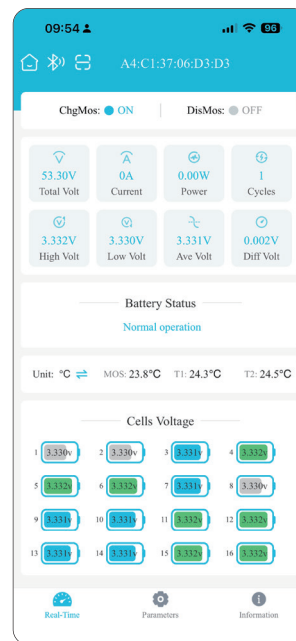 09:54
96
A4:C1:37:06:D3:D3
ChgMos: ON DisMos: OFF
53.30V 0A 0.00W 1
Total Volt Current Power Cycles
3.332V 3.330V 3.331V 0.002V
High Volt Low Volt Ave Volt Diff Volt
Battery Status
Normal operation
Unit: °C MOS: 23.8°C T1: 24.3°C T2: 24.5°C
Cells Voltage
1 3.330v 2 3.330v 3 3.331v 4 3.332v
5 3.332v 6 3.332v 7 3.331v 8 3.330v
9 3.331v 10 3.331v 11 3.332v 12 3.332v
13 3.331v 14 3.331v 15 3.332v 16 3.332v
Real-Time Parameters Information